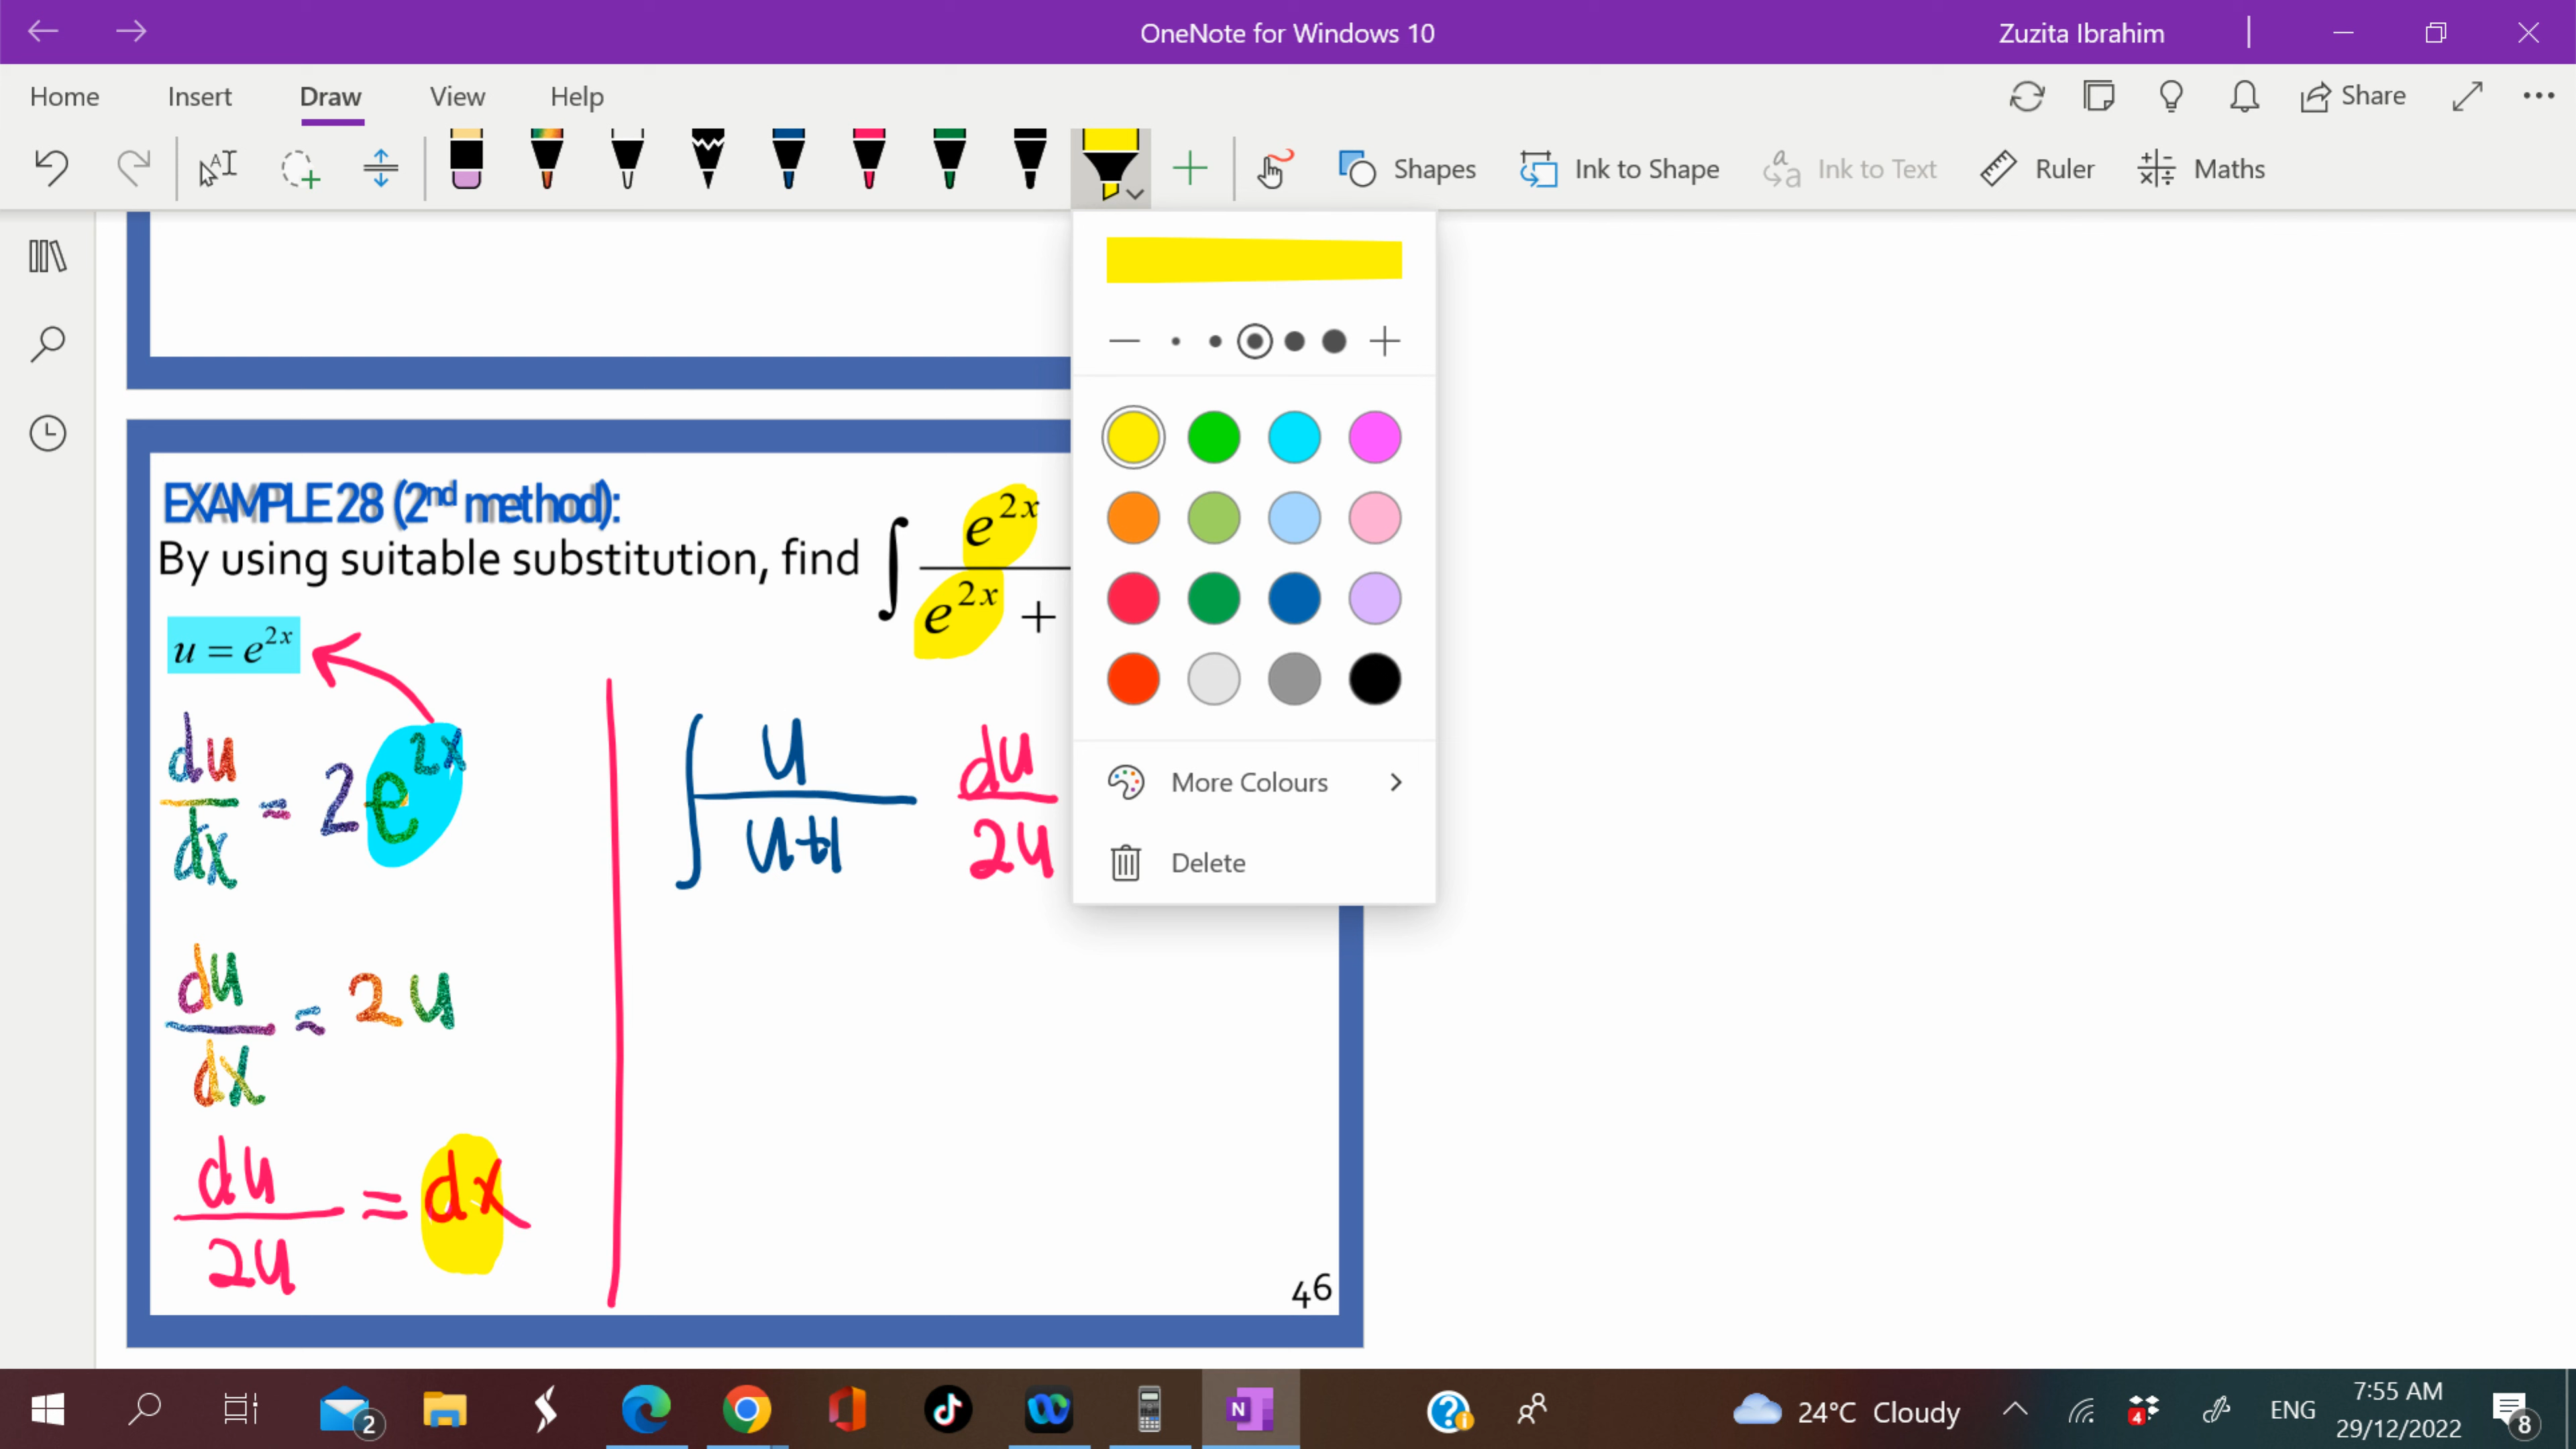 OneNote for Windows 10
Zuzita Ibrahim
Home Insert Draw View Help
Share
Shapes Ink to Shape Ink to Text Ruler Maths
EXAMPLE 28 (2nd method):
By using suitable substitution, find ∫ e^2x / e^2x +
u = e^2x
du/dx = 2e^2x
du/dx = 2u
du/2u = dx
∫ u/u+1 du/2u
More Colours
Delete
46
2
N
4
24°C Cloudy
ENG
7:55 AM
29/12/2022
8